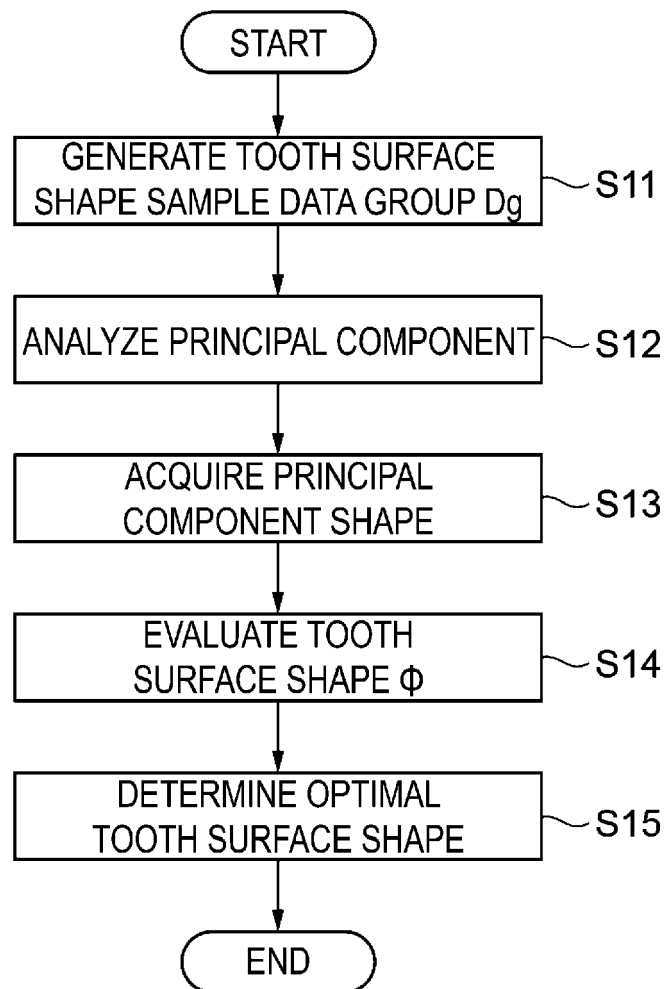 START
GENERATE TOOTH SURFACE
SHAPE SAMPLE DATA GROUP Dg
S11
ANALYZE PRINCIPAL COMPONENT
S12
ACQUIRE PRINCIPAL
COMPONENT SHAPE
S13
EVALUATE TOOTH
SURFACE SHAPE Φ
S14
DETERMINE OPTIMAL
TOOTH SURFACE SHAPE
S15
END